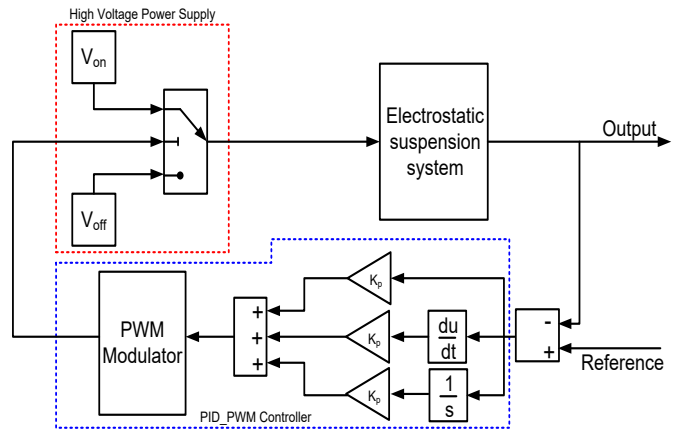 High Voltage Power Supply
Von
Voff
Electrostatic
suspension
system
Output
PWM
Modulator
+
+
+
Kp
Kp
Kp
du
dt
1
s
-
+
Reference
PID_PWM Controller